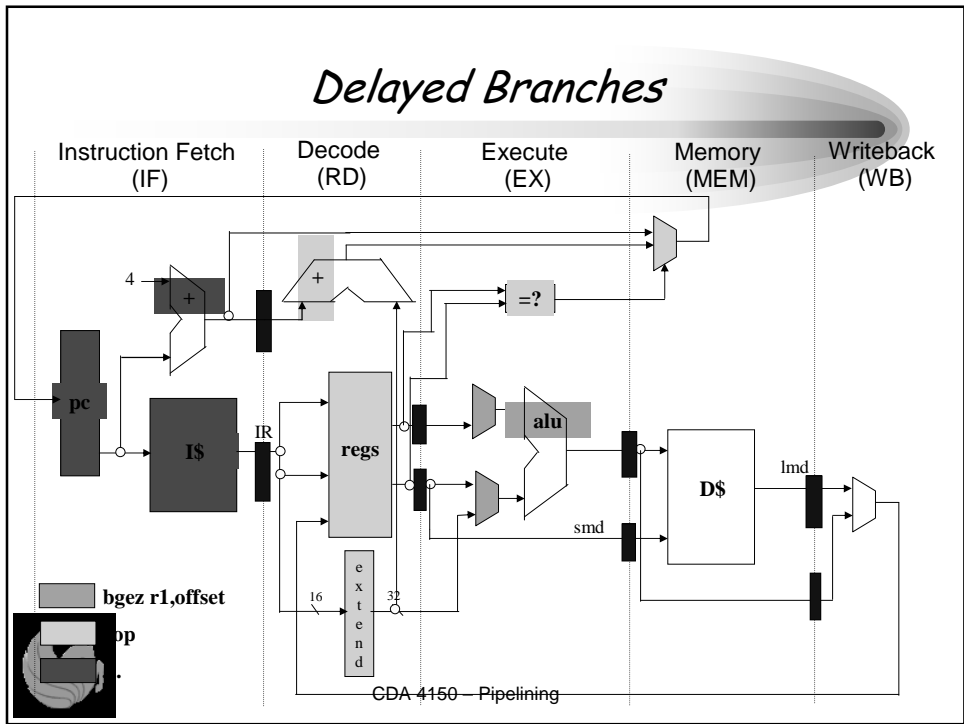 Delayed Branches
Instruction Fetch
(IF)
Decode
(RD)
Execute
(EX)
Memory
(MEM)
Writeback
(WB)
4
+
+
=?
pc
I$
IR
regs
alu
D$
lmd
smd
16
extend
32
bgez r1,offset
op
.
CDA 4150 – Pipelining